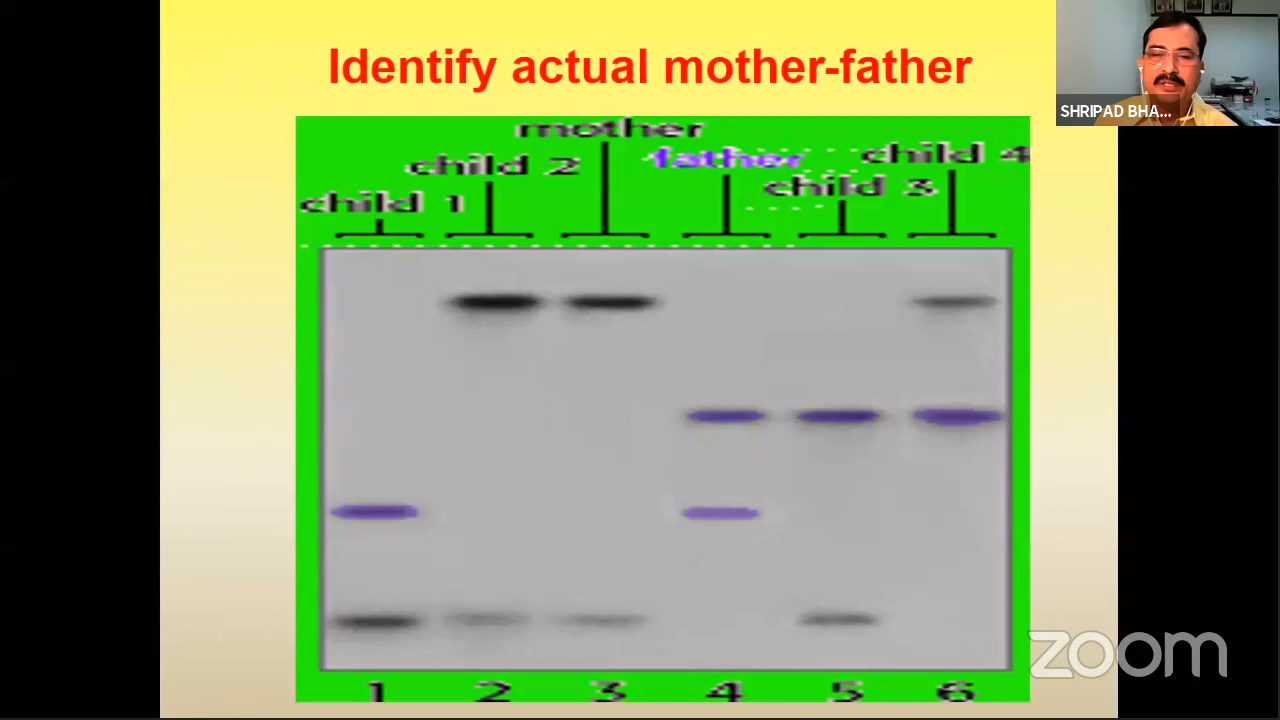 Identify actual mother-father
SHRIPAD BHA...
mother
child 2
father
child 4
child 3
child 1
1 2 3 4 5 6
zoom